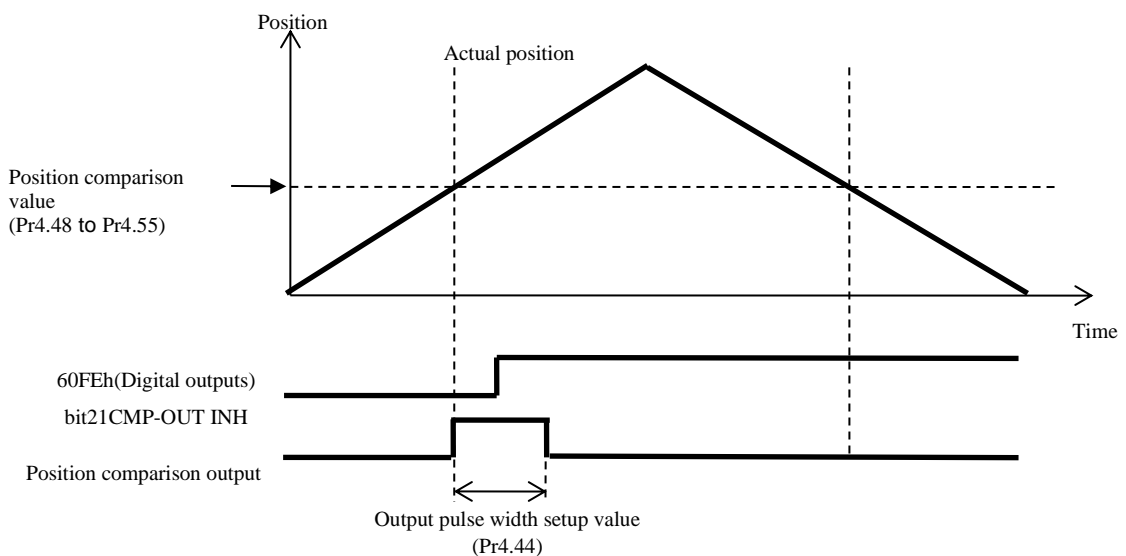 Position
Actual position
Position comparison
value
(Pr4.48 to Pr4.55)
Time
60FEh(Digital outputs)
bit21CMP-OUT INH
Position comparison output
Output pulse width setup value
(Pr4.44)